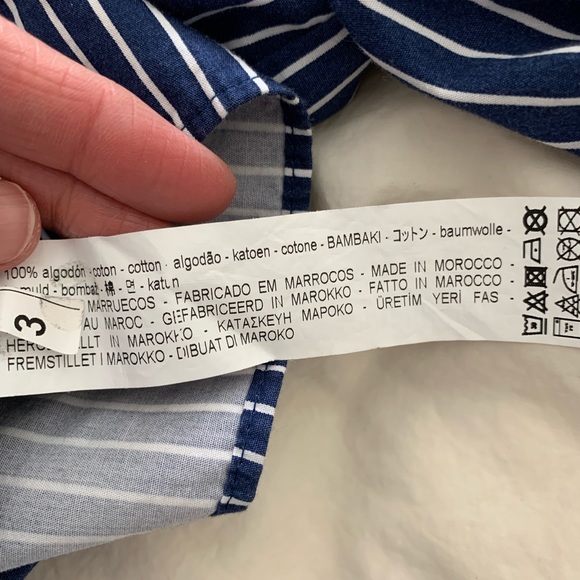 100% algodón - coton - cotton - algodão - katoen - cotone - BAMBAKI - コットン - baumwolle -
- 棉 - 면 - katun
MARRUECOS - FABRICADO EM MARROCOS - MADE IN MOROCCO -
AU MAROC - GEFABRICEERD IN MAROKKO - FATTO IN MAROCCO -
LLT IN MAROKKO - ΚΑΤΑΣΚΕΥΗ ΜΑΡΟΚΟ - ÜRETİM YERİ FAS -
FREMSTILLET I MAROKKO - DIBUAT DI MAROKO
3